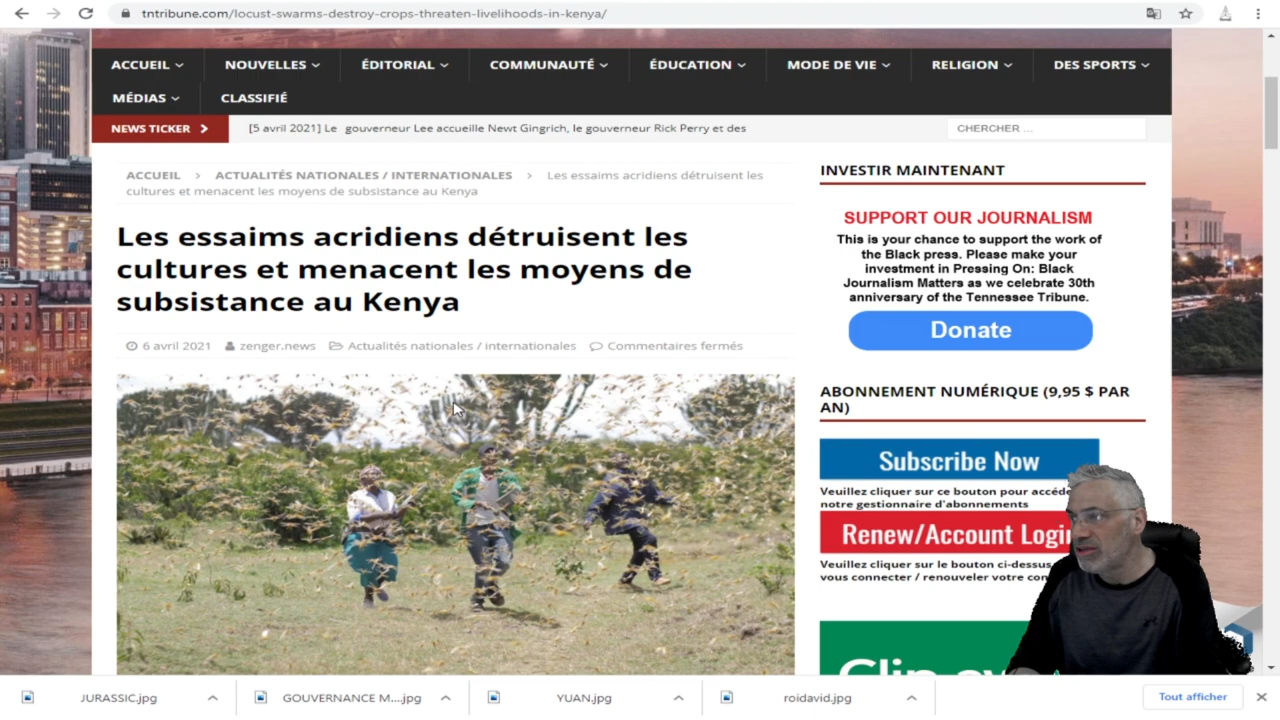 tntribune.com/locust-swarms-destroy-crops-threaten-livelihoods-in-kenya/
ACCUEIL
NOUVELLES
ÉDITORIAL
COMMUNAUTÉ
ÉDUCATION
MODE DE VIE
RELIGION
DES SPORTS
MÉDIAS
CLASSIFIÉ
NEWS TICKER
[5 avril 2021] Le gouverneur Lee accueille Newt Gingrich, le gouverneur Rick Perry et des
CHERCHER ...
ACCUEIL > ACTUALITÉS NATIONALES / INTERNATIONALES > Les essaims acridiens détruisent les
cultures et menacent les moyens de subsistance au Kenya
Les essaims acridiens détruisent les
cultures et menacent les moyens de
subsistance au Kenya
6 avril 2021 zenger.news Actualités nationales / internationales Commentaires fermés
INVESTIR MAINTENANT
SUPPORT OUR JOURNALISM
This is your chance to support the work of
the Black press. Please make your
investment in Pressing On: Black
Journalism Matters as we celebrate 30th
anniversary of the Tennessee Tribune.
Donate
ABONNEMENT NUMÉRIQUE (9,95 $ PAR
AN)
Subscribe Now
Veuillez cliquer sur ce bouton pour
notre gestionnaire d'abonnements
Renew/Account
Veuillez cliquer sur le bouton ci-dessus
vous connecter / renouveler votre
JURASSIC.jpg
GOUVERNANCE M....jpg
YUAN.jpg
roidavid.jpg
Tout afficher